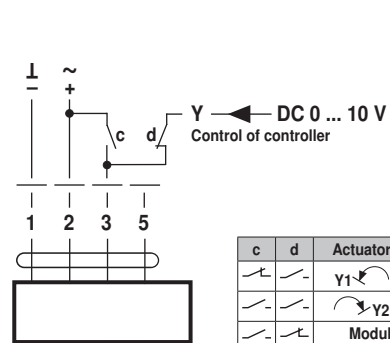 ⊥ ~
− +
Y DC 0 ... 10 V
c d Control of controller
1 2 3 5
c d Actuator
Y1
Y2
Modul